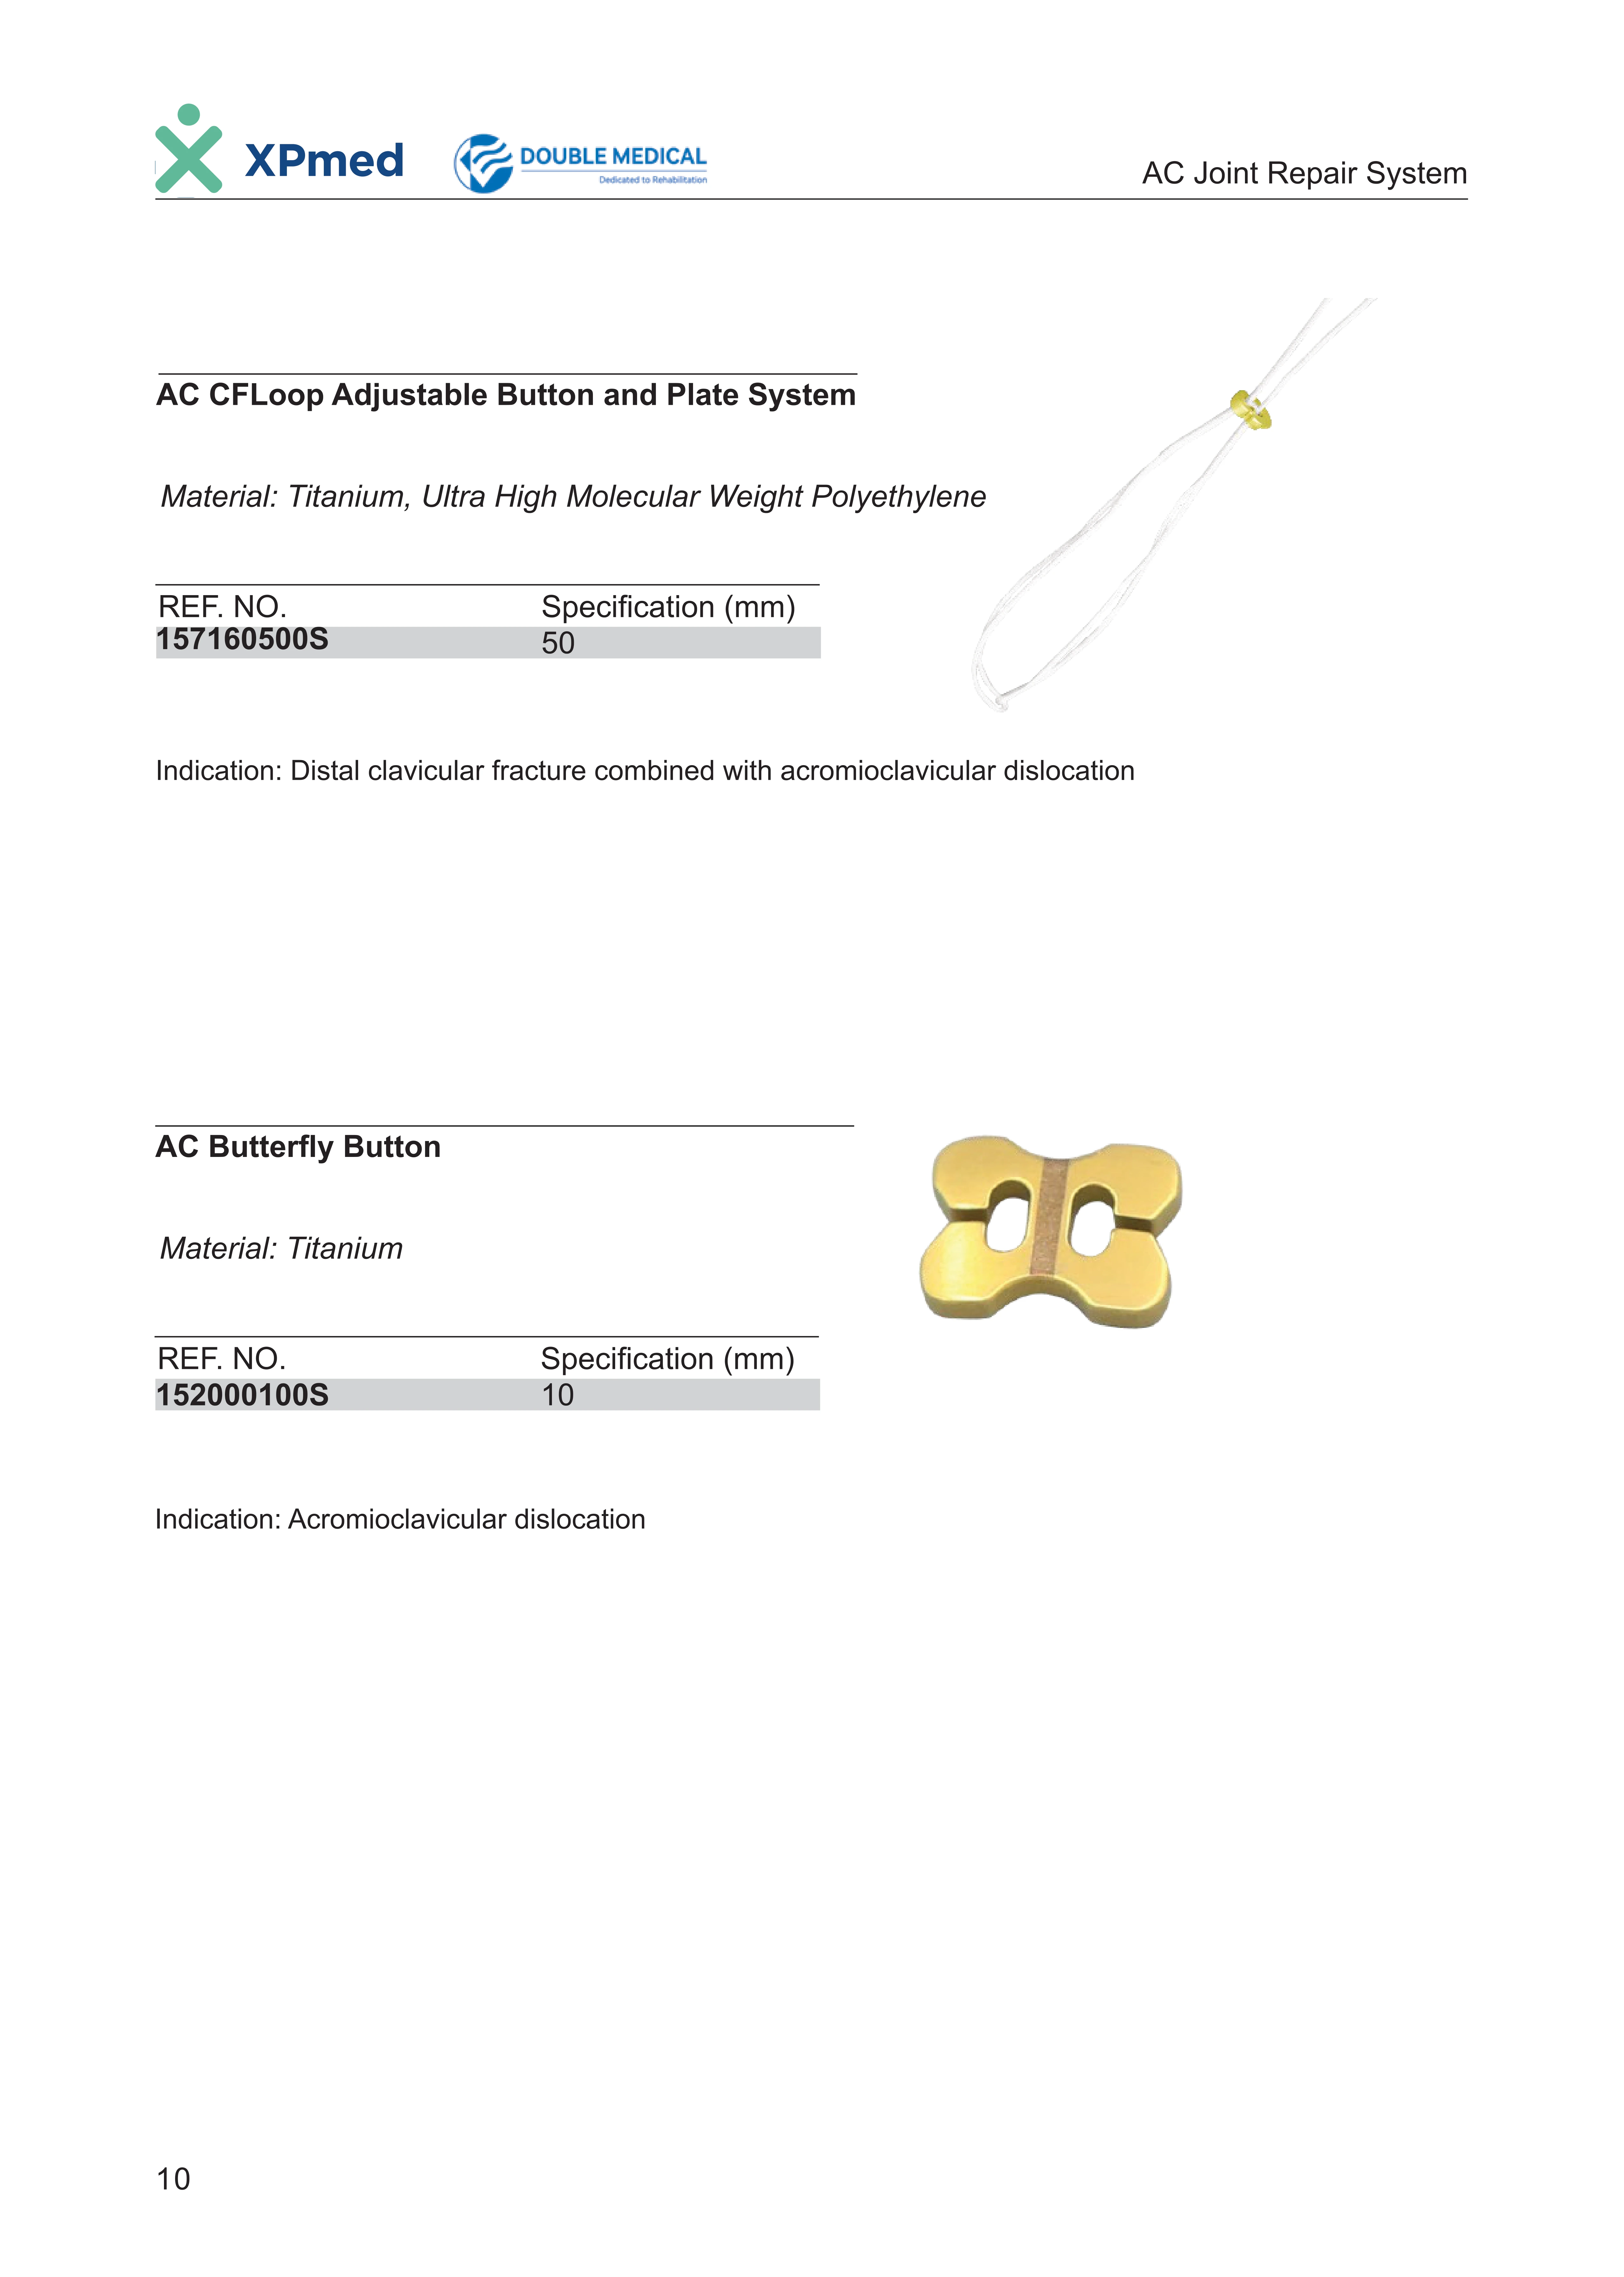 XPmed
DOUBLE MEDICAL
Dedicated to Rehabilitation
AC Joint Repair System
AC CFLoop Adjustable Button and Plate System
Material: Titanium, Ultra High Molecular Weight Polyethylene
REF. NO. Specification (mm)
157160500S 50
Indication: Distal clavicular fracture combined with acromioclavicular dislocation
AC Butterfly Button
Material: Titanium
REF. NO. Specification (mm)
152000100S 10
Indication: Acromioclavicular dislocation
10